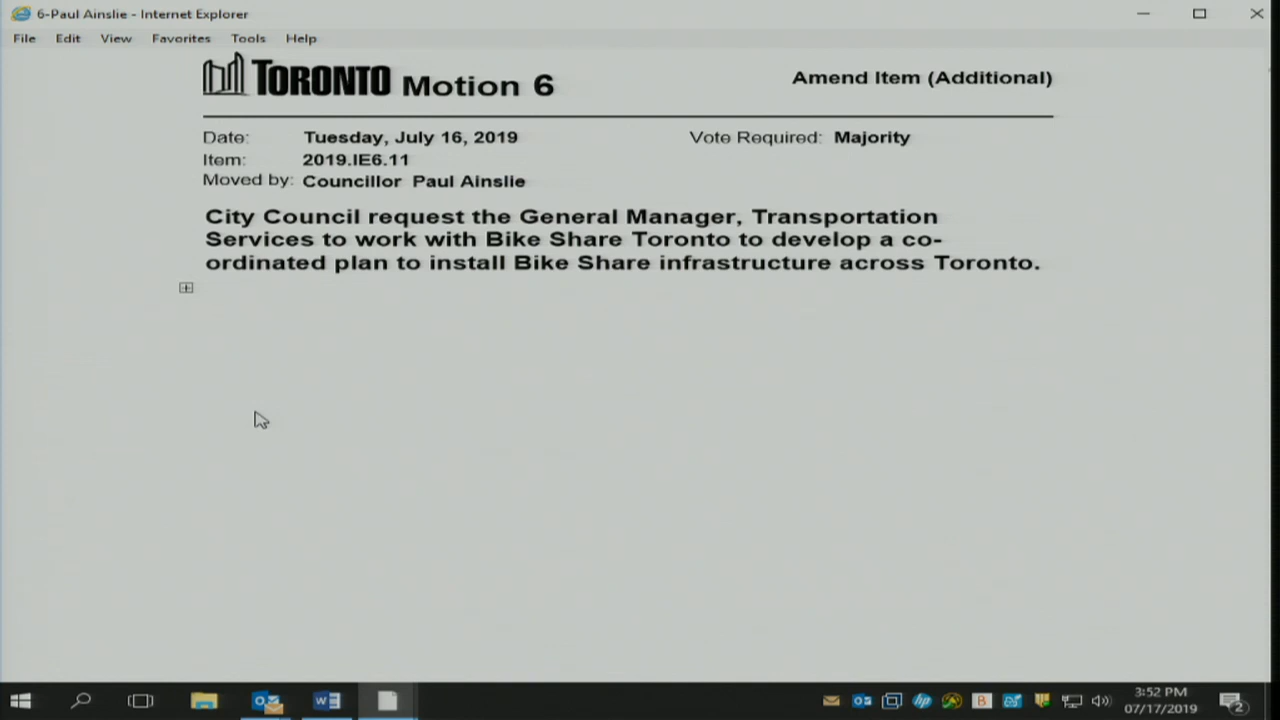 6-Paul Ainslie - Internet Explorer
File Edit View Favorites Tools Help
TORONTO Motion 6
Amend Item (Additional)
Date: Tuesday, July 16, 2019
Vote Required: Majority
Item: 2019.IE6.11
Moved by: Councillor Paul Ainslie
City Council request the General Manager, Transportation
Services to work with Bike Share Toronto to develop a co-
ordinated plan to install Bike Share infrastructure across Toronto.
3:52 PM
07/17/2019
2